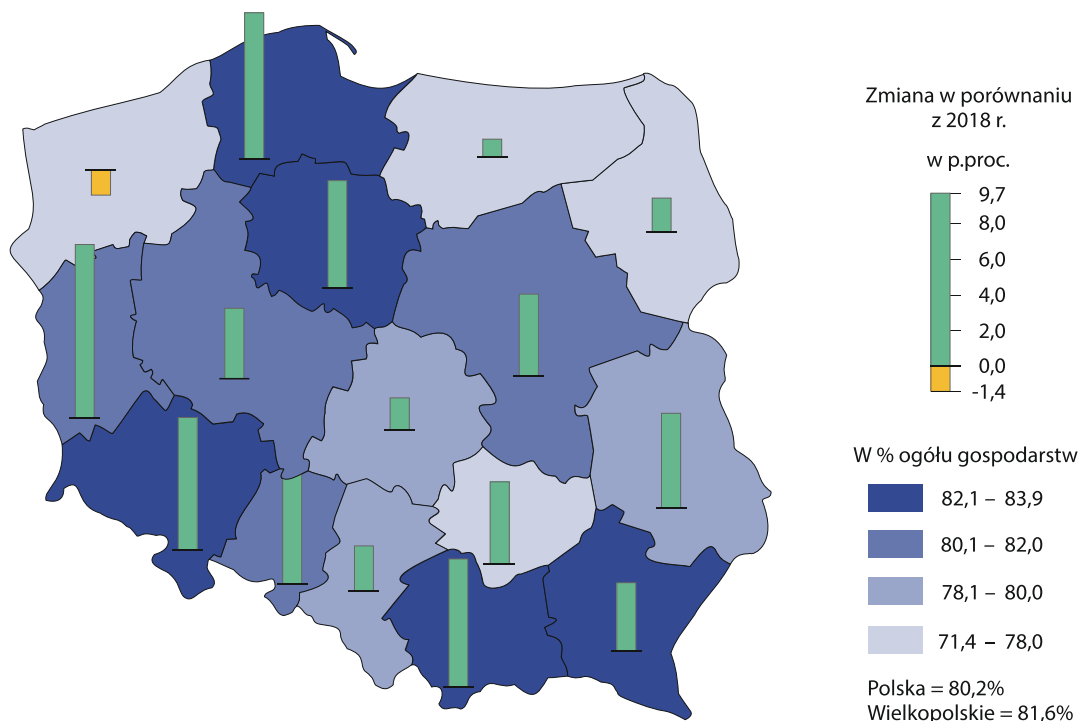 Zmiana w porównaniu
z 2018 r.
w p.proc.
9,7
8,0
6,0
4,0
2,0
0,0
-1,4
W % ogółu gospodarstw
82,1 – 83,9
80,1 – 82,0
78,1 – 80,0
71,4 – 78,0
Polska = 80,2%
Wielkopolskie = 81,6%